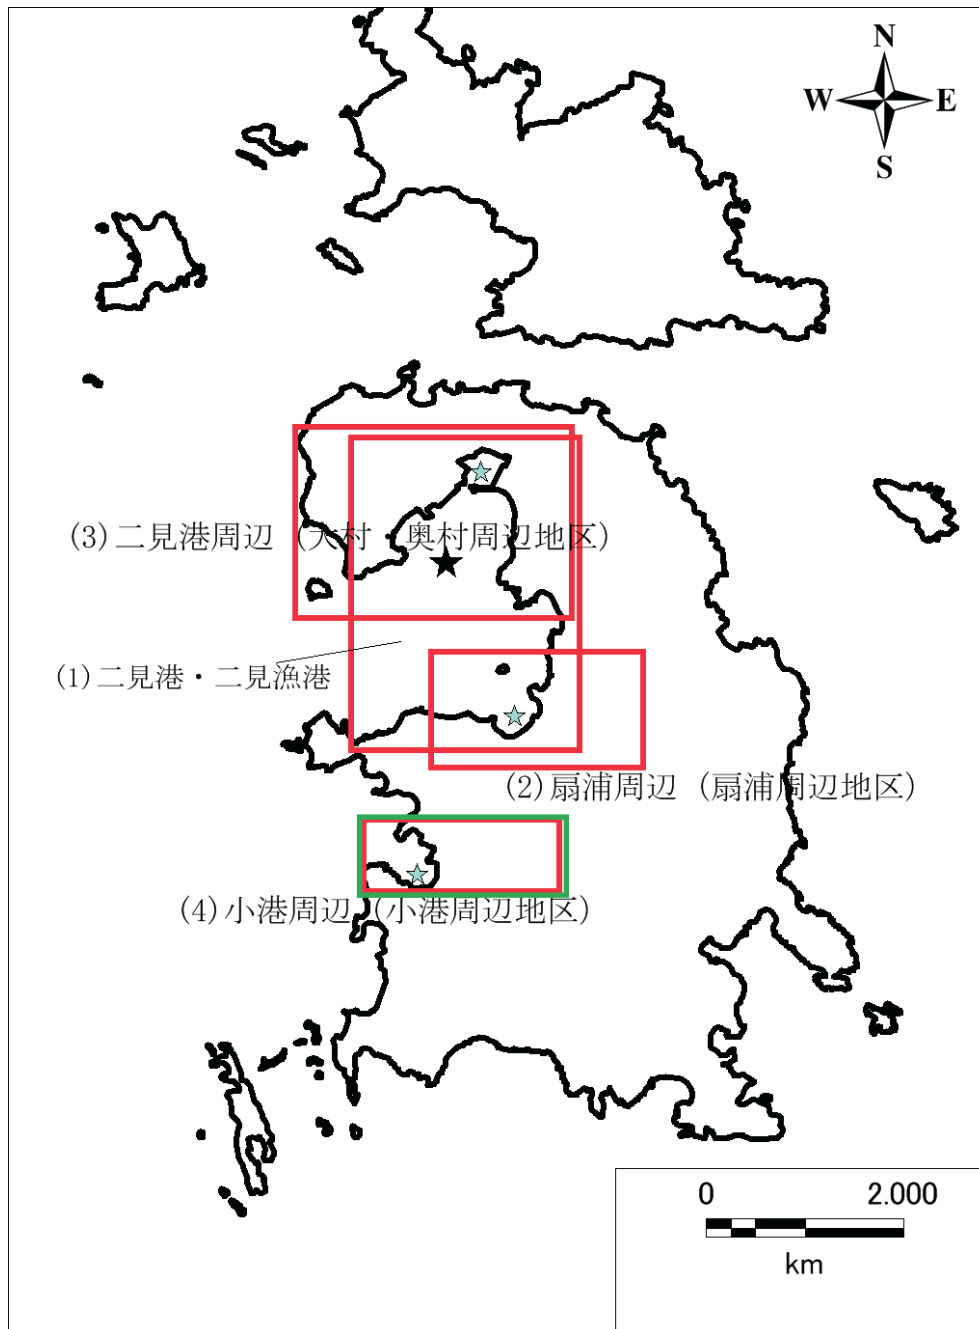 N
W E
S
(3)二見港周辺（大村・奥村周辺地区）
(1)二見港・二見漁港
(2)扇浦周辺（扇浦周辺地区）
(4)小港周辺（小港周辺地区）
0 2.000
km